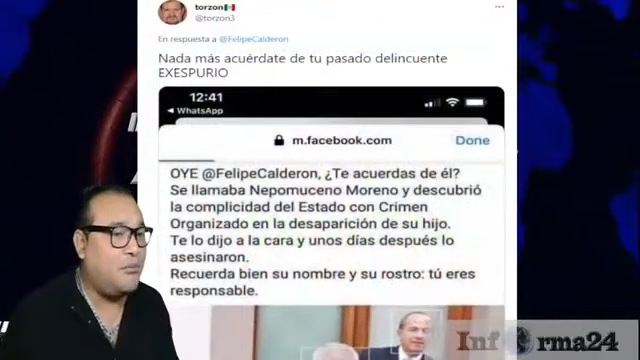 torzon
@torzon3
En respuesta a @FelipeCalderon
Nada más acuérdate de tu pasado delincuente
EXESPURIO
12:41
WhatsApp
m.facebook.com
Done
OYE @FelipeCalderon, ¿Te acuerdas de él?
Se llamaba Nepomuceno Moreno y descubrió
la complicidad del Estado con Crimen
Organizado en la desaparición de su hijo.
Te lo dijo a la cara y unos días después lo
asesinaron.
Recuerda bien su nombre y su rostro: tú eres
responsable.
Informa24